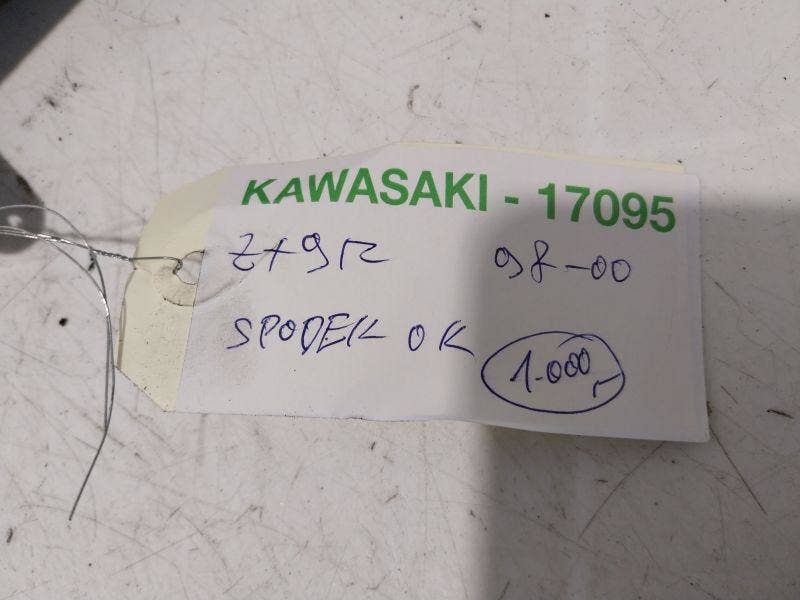 KAWASAKI - 17095
ZX9R 98-00
SPODEK OK 1.000,-